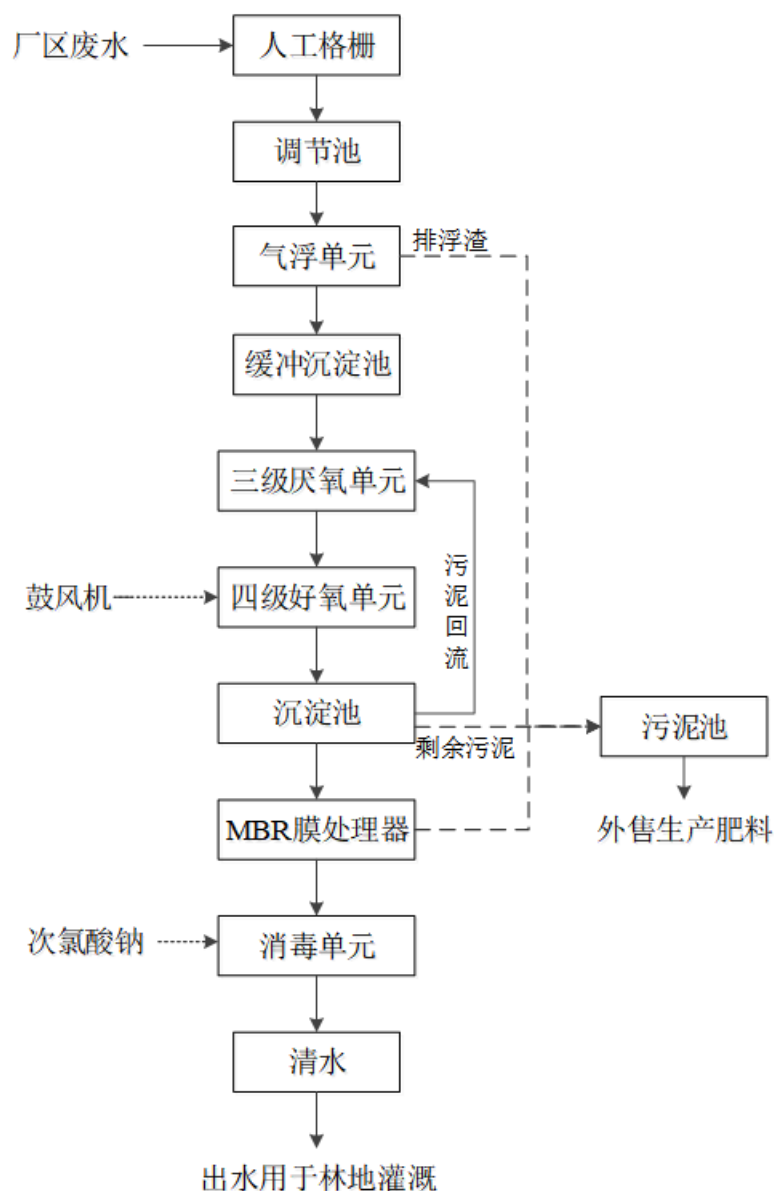 厂区废水
人工格栅
调节池
气浮单元
排浮渣
缓冲沉淀池
三级厌氧单元
污泥回流
鼓风机
四级好氧单元
沉淀池
剩余污泥
污泥池
MBR膜处理器
外售生产肥料
次氯酸钠
消毒单元
清水
出水用于林地灌溉